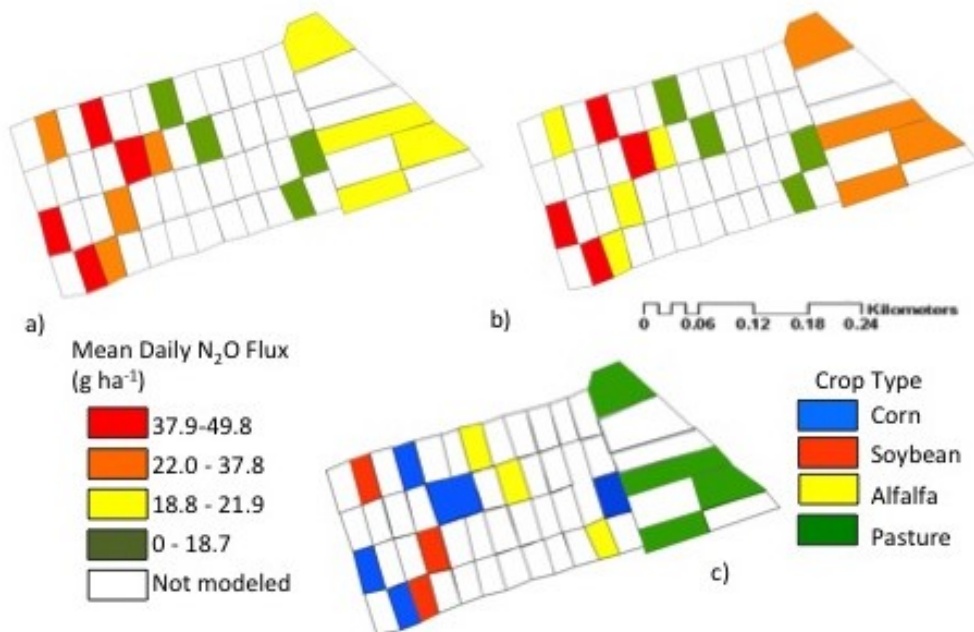 a)
b)
Kilometers
0 0.06 0.12 0.18 0.24
Mean Daily N₂O Flux
(g ha⁻¹)
37.9-49.8
22.0 - 37.8
18.8 - 21.9
0 - 18.7
Not modeled
Crop Type
Corn
Soybean
Alfalfa
Pasture
c)